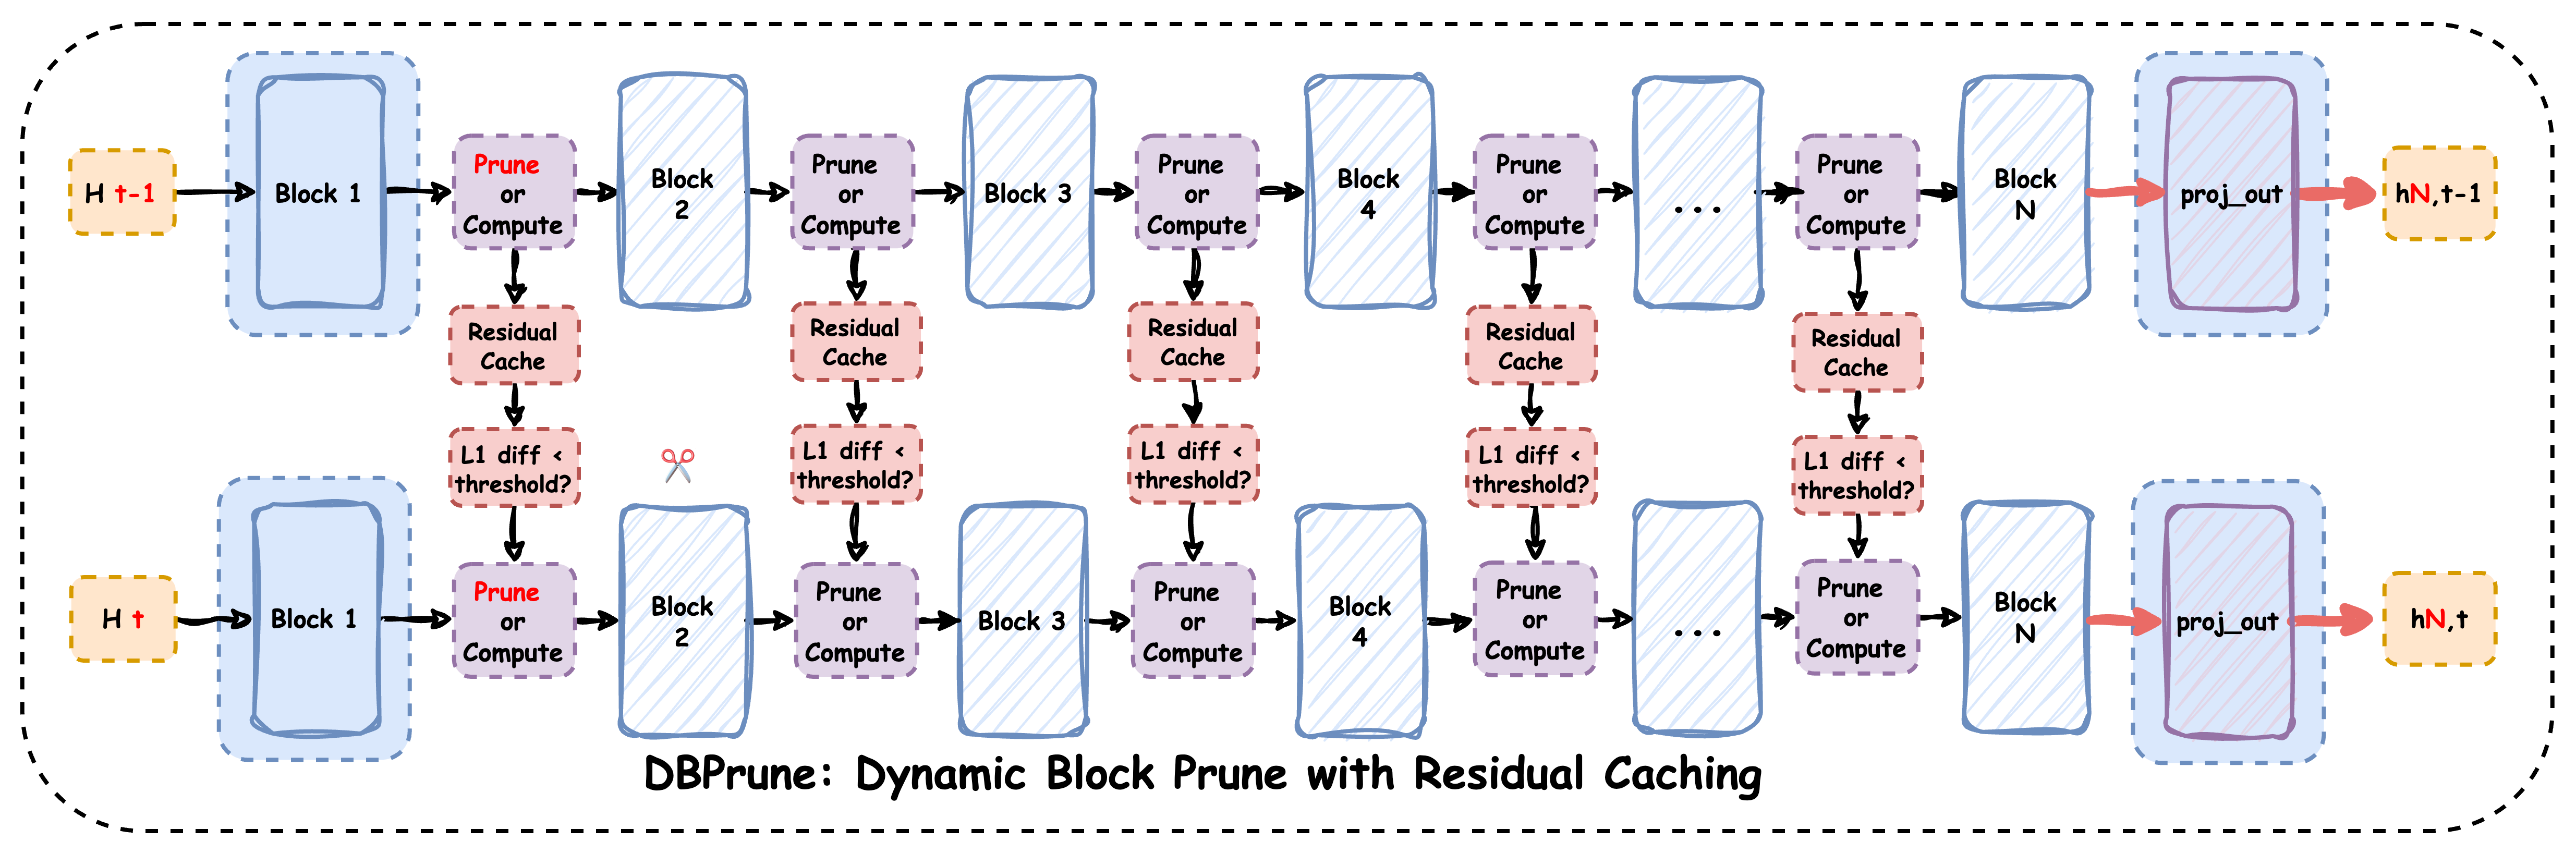 H t-1
Block 1
Prune
or
Compute
Block
2
Prune
or
Compute
Block 3
Prune
or
Compute
Block
4
Prune
or
Compute
...
Prune
or
Compute
Block
N
proj_out
hN,t-1
Residual
Cache
Residual
Cache
Residual
Cache
Residual
Cache
Residual
Cache
L1 diff <
threshold?
L1 diff <
threshold?
L1 diff <
threshold?
L1 diff <
threshold?
L1 diff <
threshold?
H t
Block 1
Prune
or
Compute
Block
2
Prune
or
Compute
Block 3
Prune
or
Compute
Block
4
Prune
or
Compute
...
Prune
or
Compute
Block
N
proj_out
hN,t
DBPrune: Dynamic Block Prune with Residual Caching